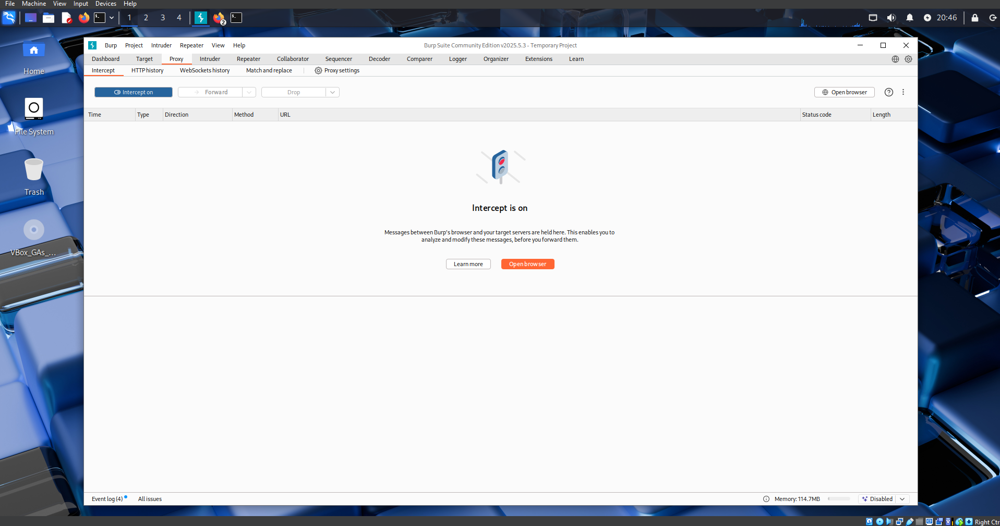 File Machine View Input Devices Help
1 2 3 4 2 20:46
Home
File System
Trash
VBox_GAs_...
Burp Project Intruder Repeater View Help Burp Suite Community Edition v2025.5.3 - Temporary Project
Dashboard Target Proxy Intruder Repeater Collaborator Sequencer Decoder Comparer Logger Organizer Extensions Learn
Intercept HTTP history WebSockets history Match and replace Proxy settings
Intercept on Forward Drop Open browser
Time Type Direction Method URL Status code Length
Intercept is on
Messages between Burp's browser and your target servers are held here. This enables you to
analyze and modify these messages, before you forward them.
Learn more Open browser
Event log (4) All issues Memory: 114.7MB Disabled
Right Ctr